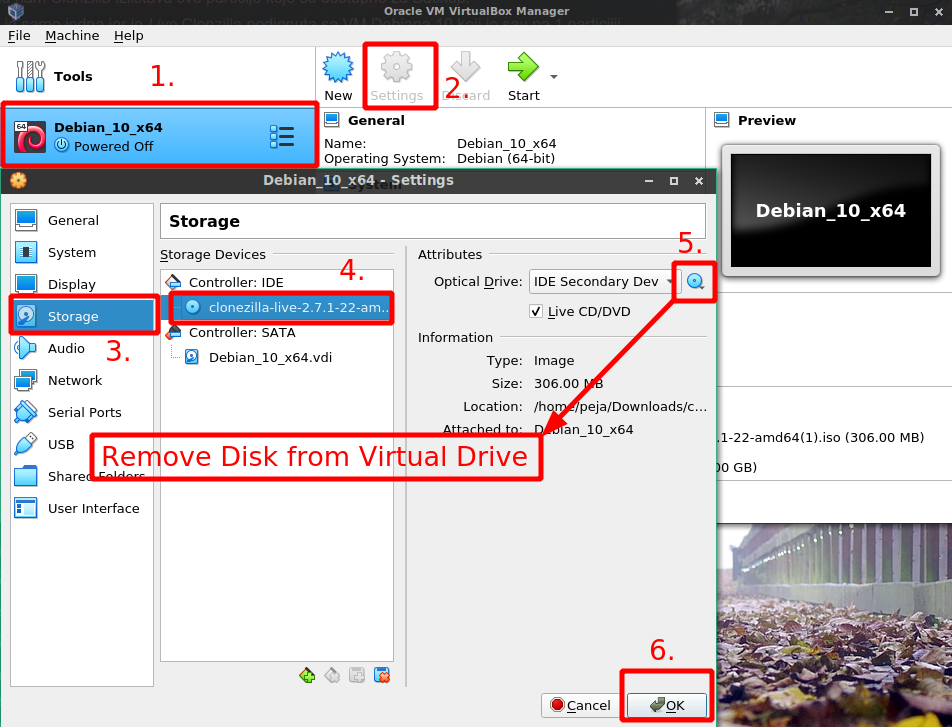 Oracle VM VirtualBox Manager
File Machine Help
Tools
1.
New
Settings
2.
Discard
Start
64
Debian_10_x64
Powered Off
General
Name: Debian_10_x64
Operating System: Debian (64-bit)
Preview
Debian_10_x64
Debian_10_x64 - Settings
General
System
Display
Storage
3.
Audio
Network
Serial Ports
USB
Shared Folders
User Interface
Storage
Storage Devices
4.
Controller: IDE
clonezilla-live-2.7.1-22-am...
Controller: SATA
Debian_10_x64.vdi
Attributes
5.
Optical Drive: IDE Secondary Dev
Live CD/DVD
Information
Type: Image
Size: 306.00 MB
Location: /home/peja/Downloads/c...
Attached to: Debian_10_x64
Remove Disk from Virtual Drive
.1-22-amd64(1).iso (306.00 MB)
00 GB)
6.
Cancel
OK